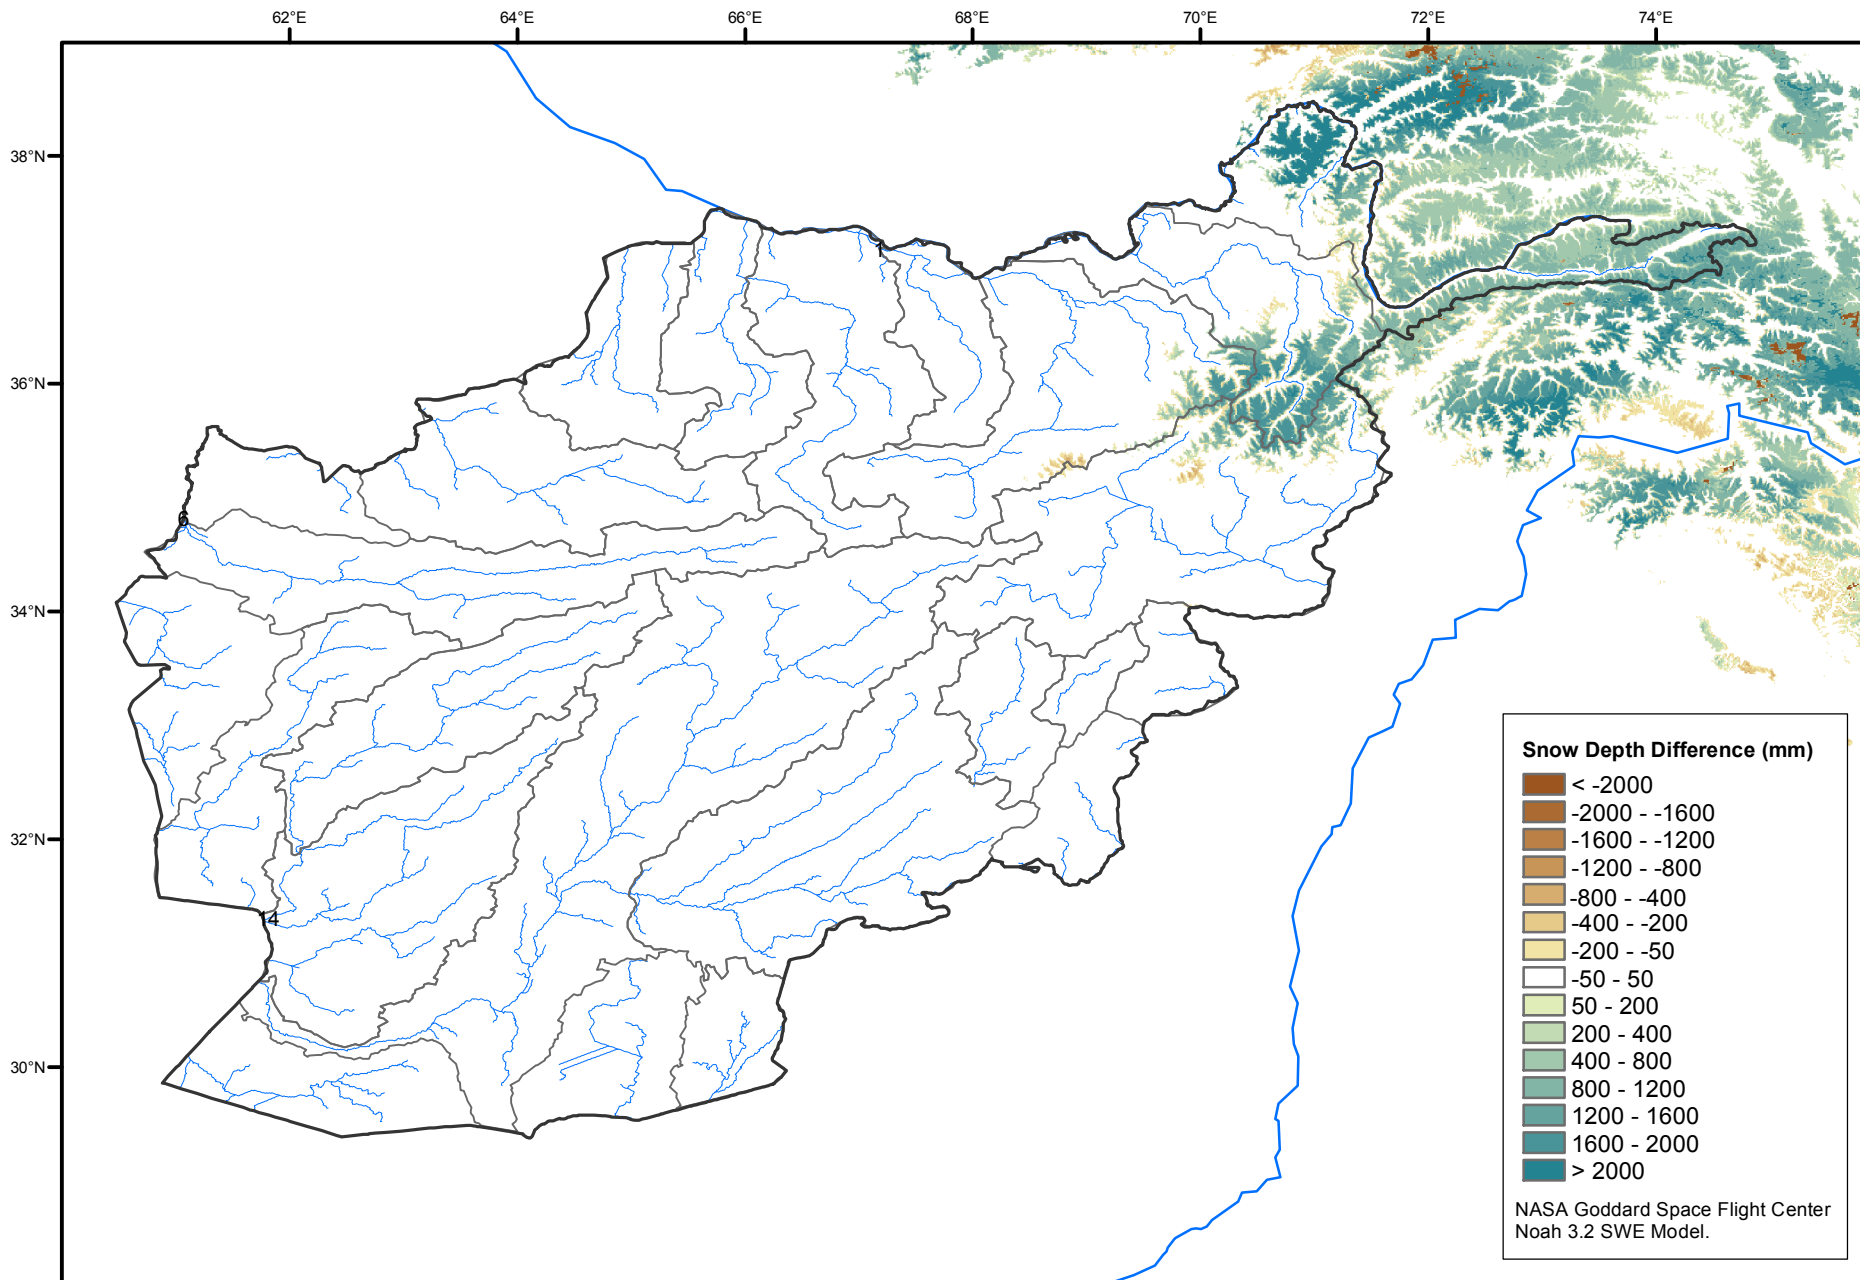 62°E 64°E 66°E 68°E 70°E 72°E 74°E
38°N
1
36°N
6
34°N
32°N
14
30°N
Snow Depth Difference (mm)
< -2000
-2000 - -1600
-1600 - -1200
-1200 - -800
-800 - -400
-400 - -200
-200 - -50
-50 - 50
50 - 200
200 - 400
400 - 800
800 - 1200
1200 - 1600
1600 - 2000
> 2000
NASA Goddard Space Flight Center
Noah 3.2 SWE Model.